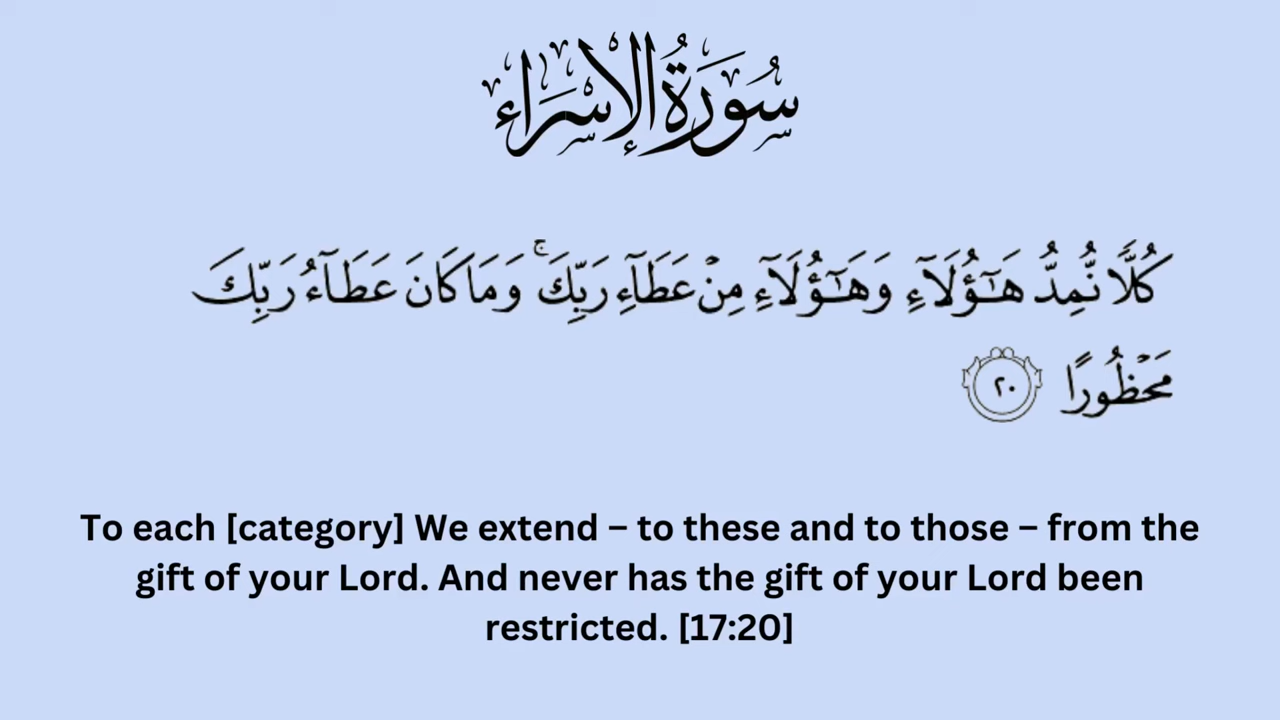 سُورَةُ الإِسْرَاءِ
كُلًّا نُّمِدُّ هَـٰٓؤُلَآءِ وَهَـٰٓؤُلَآءِ مِنْ عَطَآءِ رَبِّكَ ۚ وَمَا كَانَ عَطَآءُ رَبِّكَ
مَحْظُورًا ٢٠
To each [category] We extend – to these and to those – from the
gift of your Lord. And never has the gift of your Lord been
restricted. [17:20]